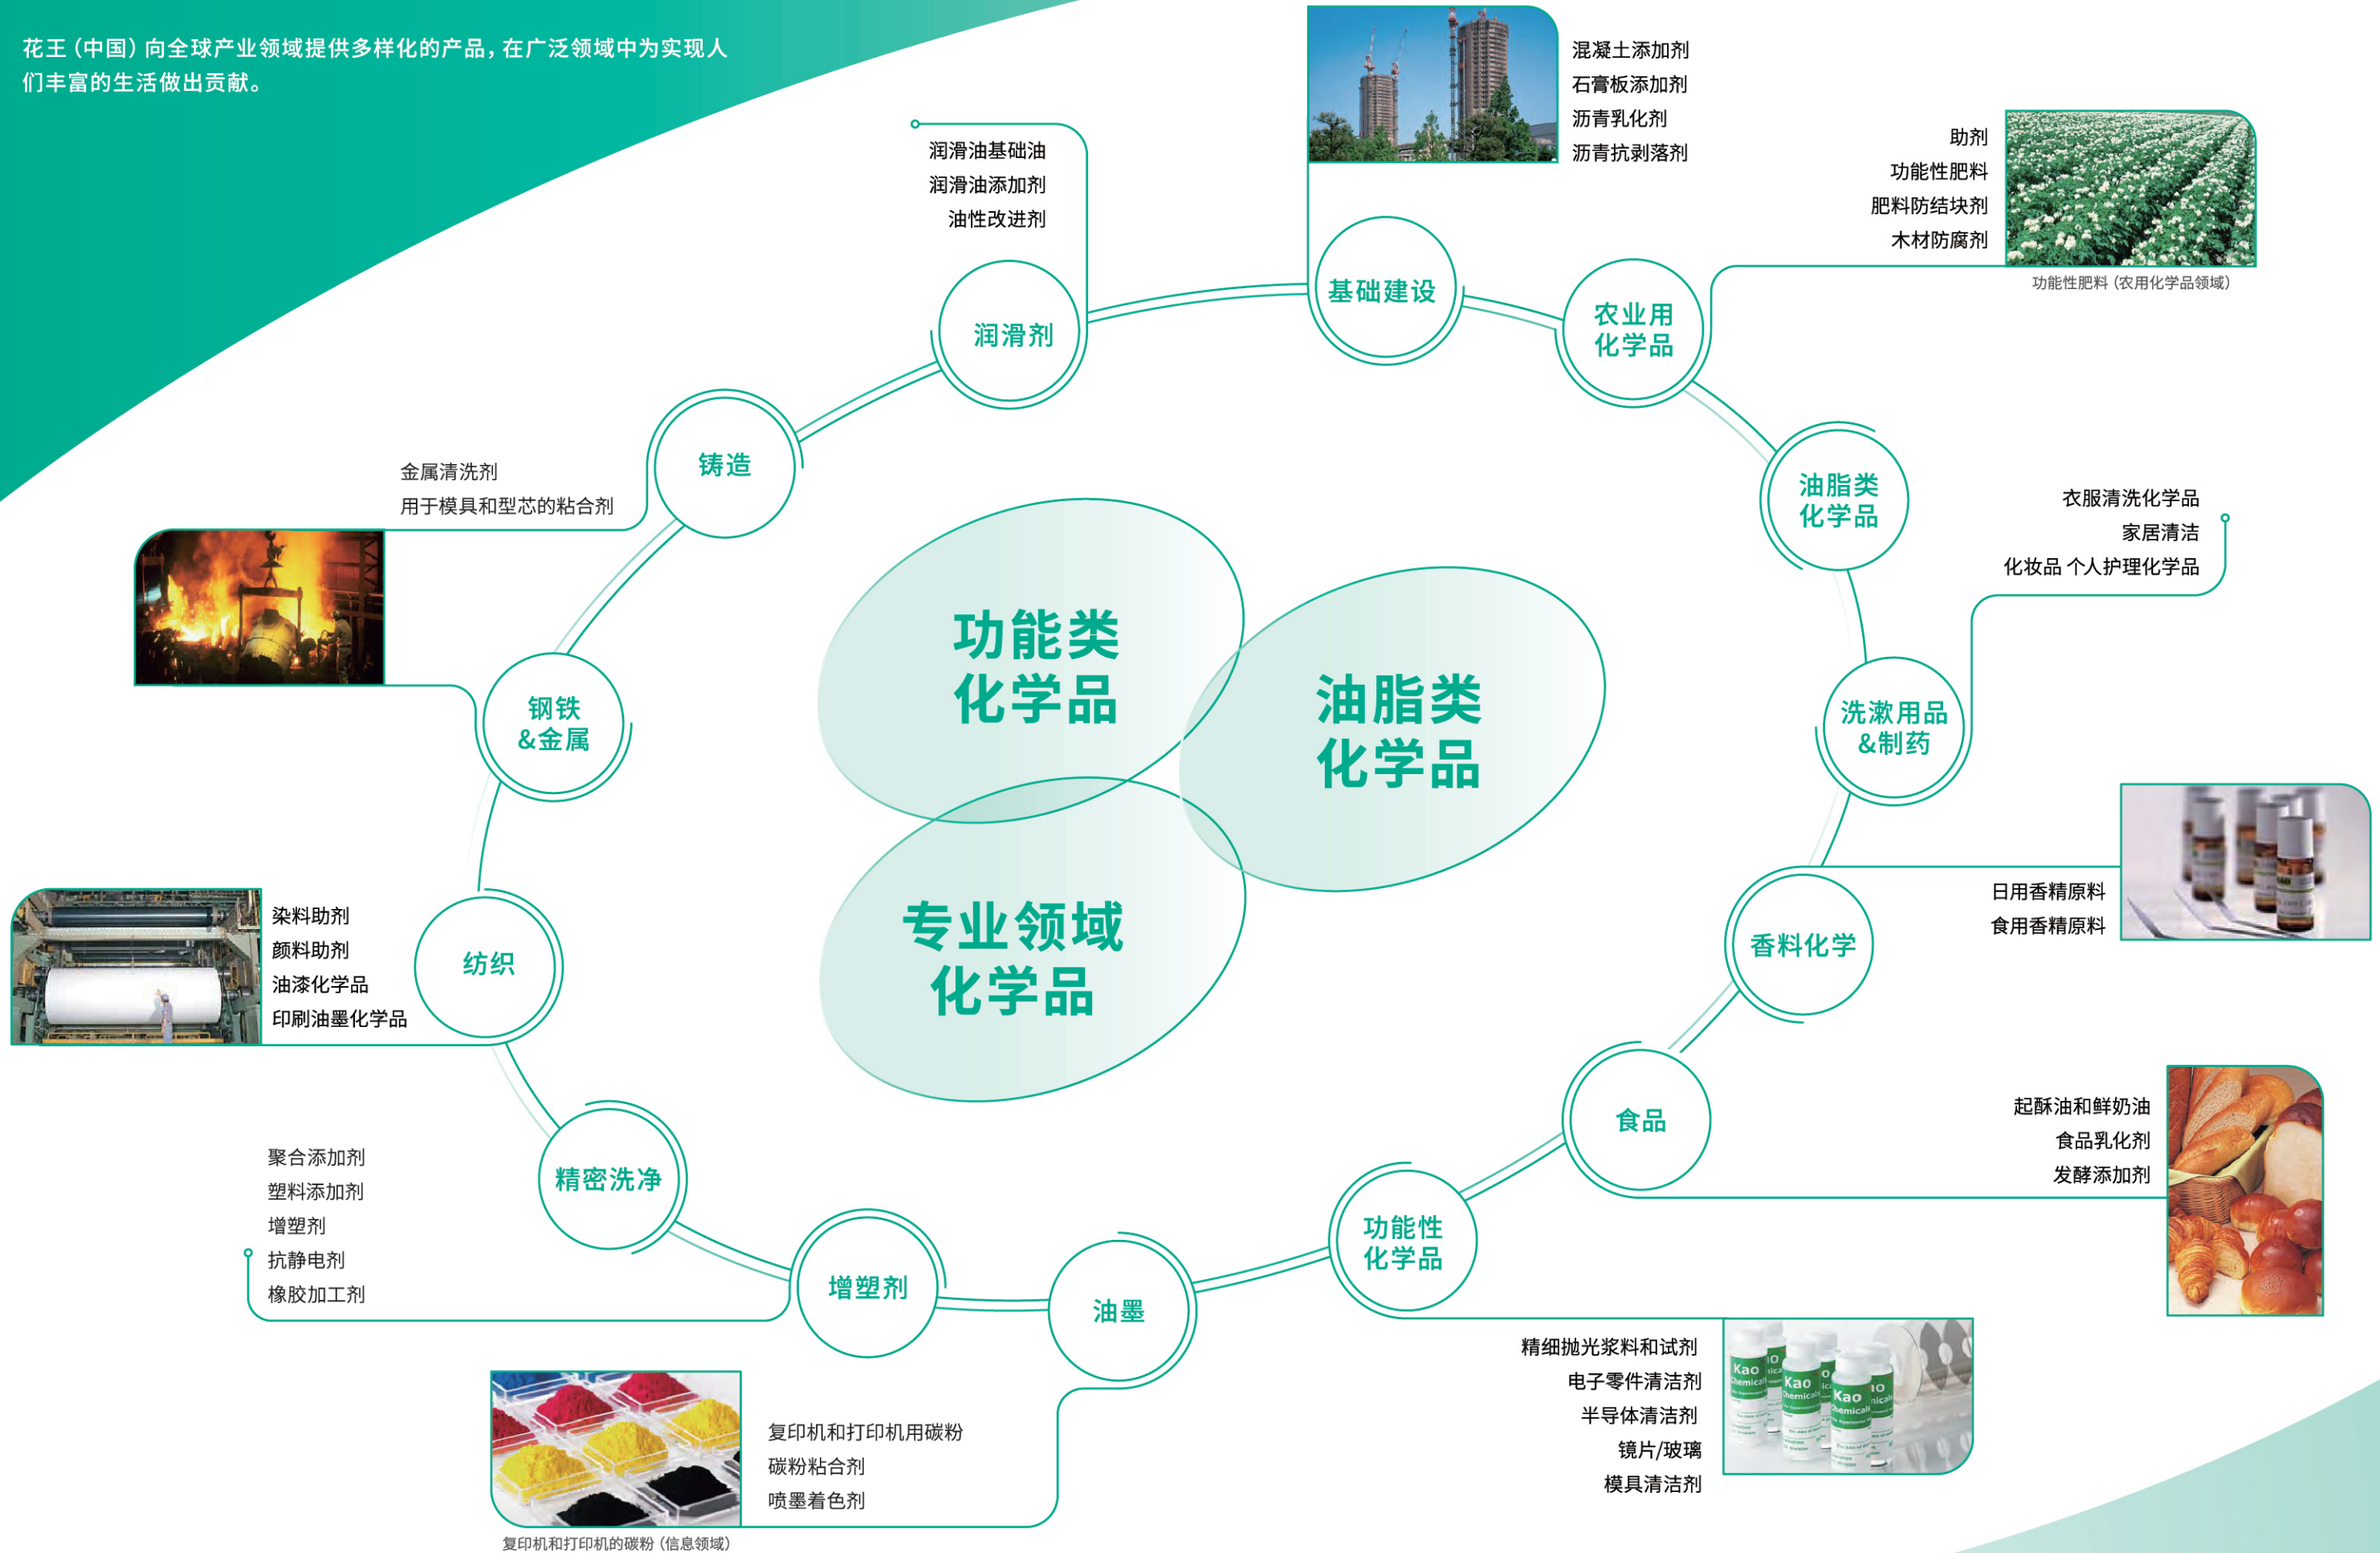 花王（中国）向全球产业领域提供多样化的产品，在广泛领域中为实现人
们丰富的生活做出贡献。
混凝土添加剂
石膏板添加剂
沥青乳化剂
沥青抗剥落剂
基础建设
助剂
功能性肥料
肥料防结块剂
木材防腐剂
功能性肥料（农用化学品领域）
农业用
化学品
油脂类
化学品
衣服清洗化学品
家居清洁
化妆品 个人护理化学品
洗漱用品
&制药
日用香精原料
食用香精原料
香料化学
起酥油和鲜奶油
食品乳化剂
发酵添加剂
食品
功能性
化学品
精细抛光浆料和试剂
电子零件清洁剂
半导体清洁剂
镜片/玻璃
模具清洁剂
Kao
Chemicals
Kao
Chemicals
Kao
Chemicals
油墨
复印机和打印机用碳粉
碳粉粘合剂
喷墨着色剂
复印机和打印机的碳粉（信息领域）
增塑剂
聚合添加剂
塑料添加剂
增塑剂
抗静电剂
橡胶加工剂
精密洗净
纺织
染料助剂
颜料助剂
油漆化学品
印刷油墨化学品
钢铁
&金属
铸造
金属清洗剂
用于模具和型芯的粘合剂
润滑剂
润滑油基础油
润滑油添加剂
油性改进剂
功能类
化学品
油脂类
化学品
专业领域
化学品